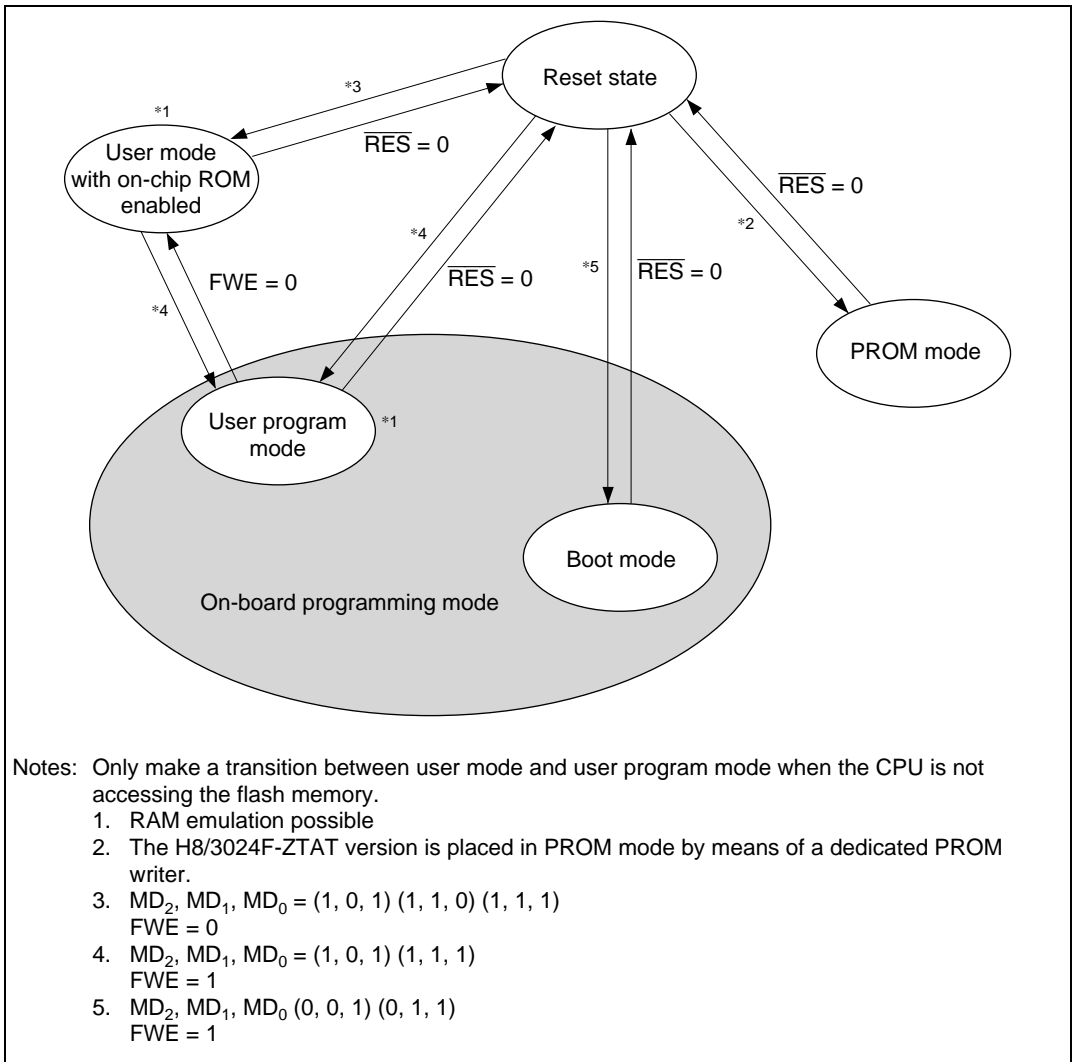 Reset state
*3
*1
RES = 0
User mode
with on-chip ROM
enabled
RES = 0
*4
*2
FWE = 0
RES = 0
*5
RES = 0
*4
PROM mode
User program
mode
*1
Boot mode
On-board programming mode
Notes: Only make a transition between user mode and user program mode when the CPU is not
accessing the flash memory.
1. RAM emulation possible
2. The H8/3024F-ZTAT version is placed in PROM mode by means of a dedicated PROM
writer.
3. MD2, MD1, MD0 = (1, 0, 1) (1, 1, 0) (1, 1, 1)
FWE = 0
4. MD2, MD1, MD0 = (1, 0, 1) (1, 1, 1)
FWE = 1
5. MD2, MD1, MD0 (0, 0, 1) (0, 1, 1)
FWE = 1